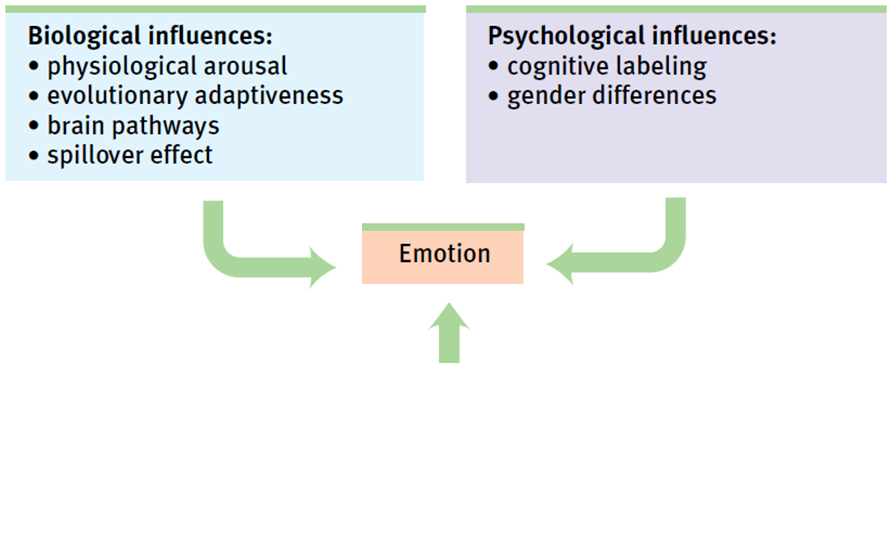 Biological influences:
• physiological arousal
• evolutionary adaptiveness
• brain pathways
• spillover effect
Psychological influences:
• cognitive labeling
• gender differences
Emotion